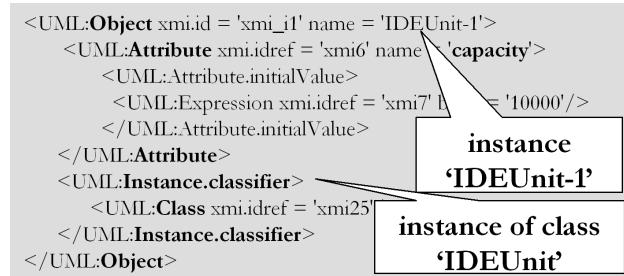 <UML:Object xmi.id = 'xmi_i1' name = 'IDEUnit-1'>
<UML:Attribute xmi.idref = 'xmi6' name 'capacity'>
<UML:Attribute.initialValue>
<UML:Expression xmi.idref = 'xmi7' b = '10000'/>
</UML:Attribute.initialValue>
</UML:Attribute>
<UML:Instance.classifier>
<UML:Class xmi.idref = 'xmi25'
</UML:Instance.classifier>
</UML:Object>
instance
‘IDEUnit-1’
instance of class
‘IDEUnit’